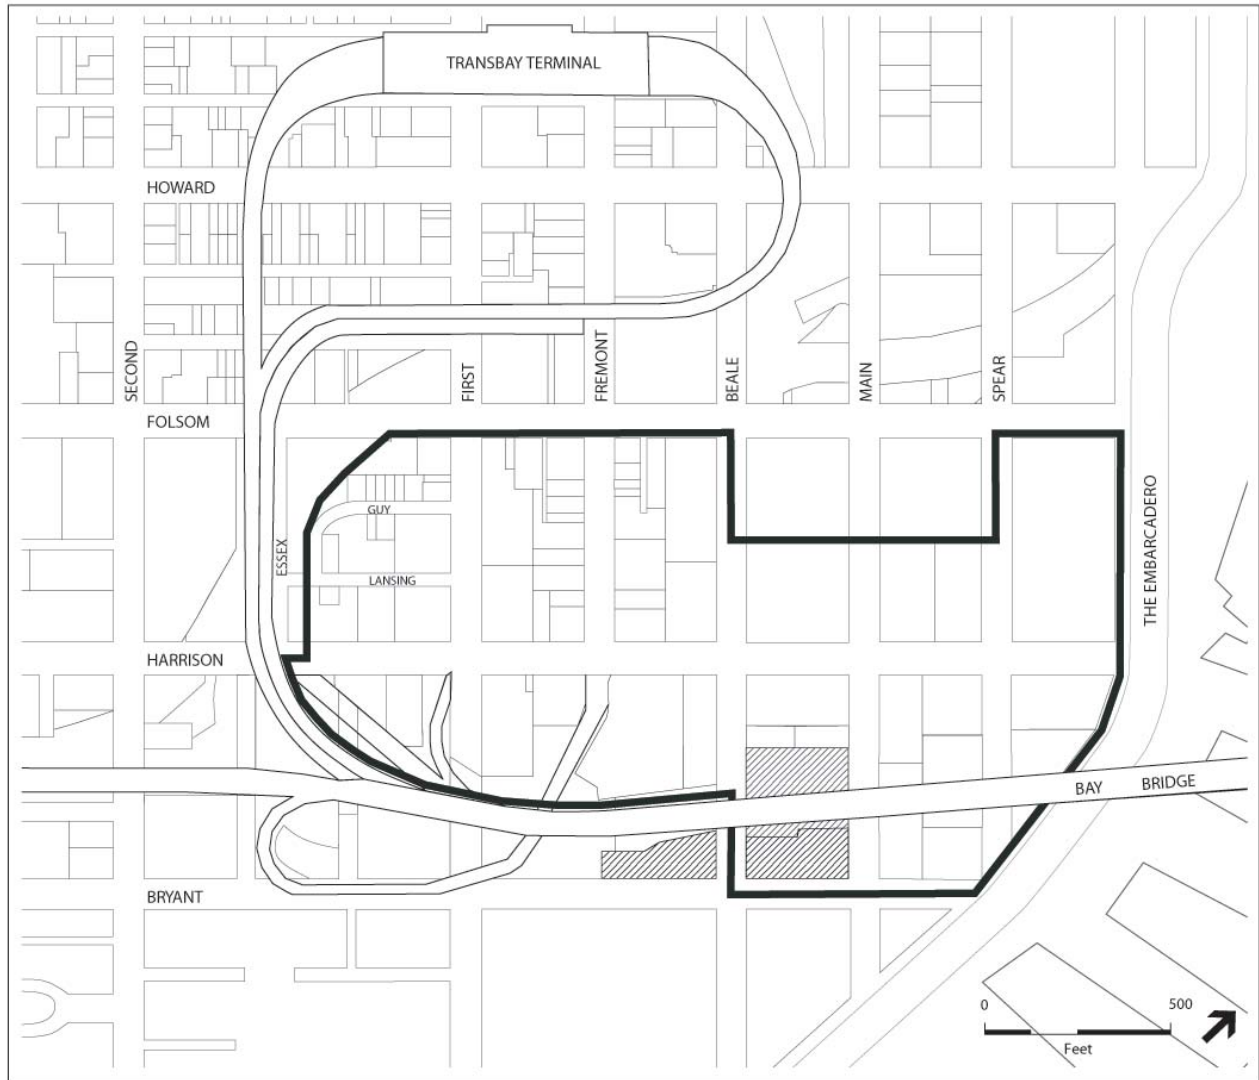 TRANSBAY TERMINAL
HOWARD
SECOND
FIRST
FREMONT
BEALE
MAIN
SPEAR
FOLSOM
THE EMBARCADERO
GUY
ESSEX
LANSING
HARRISON
BAY BRIDGE
BRYANT
0 500
Feet